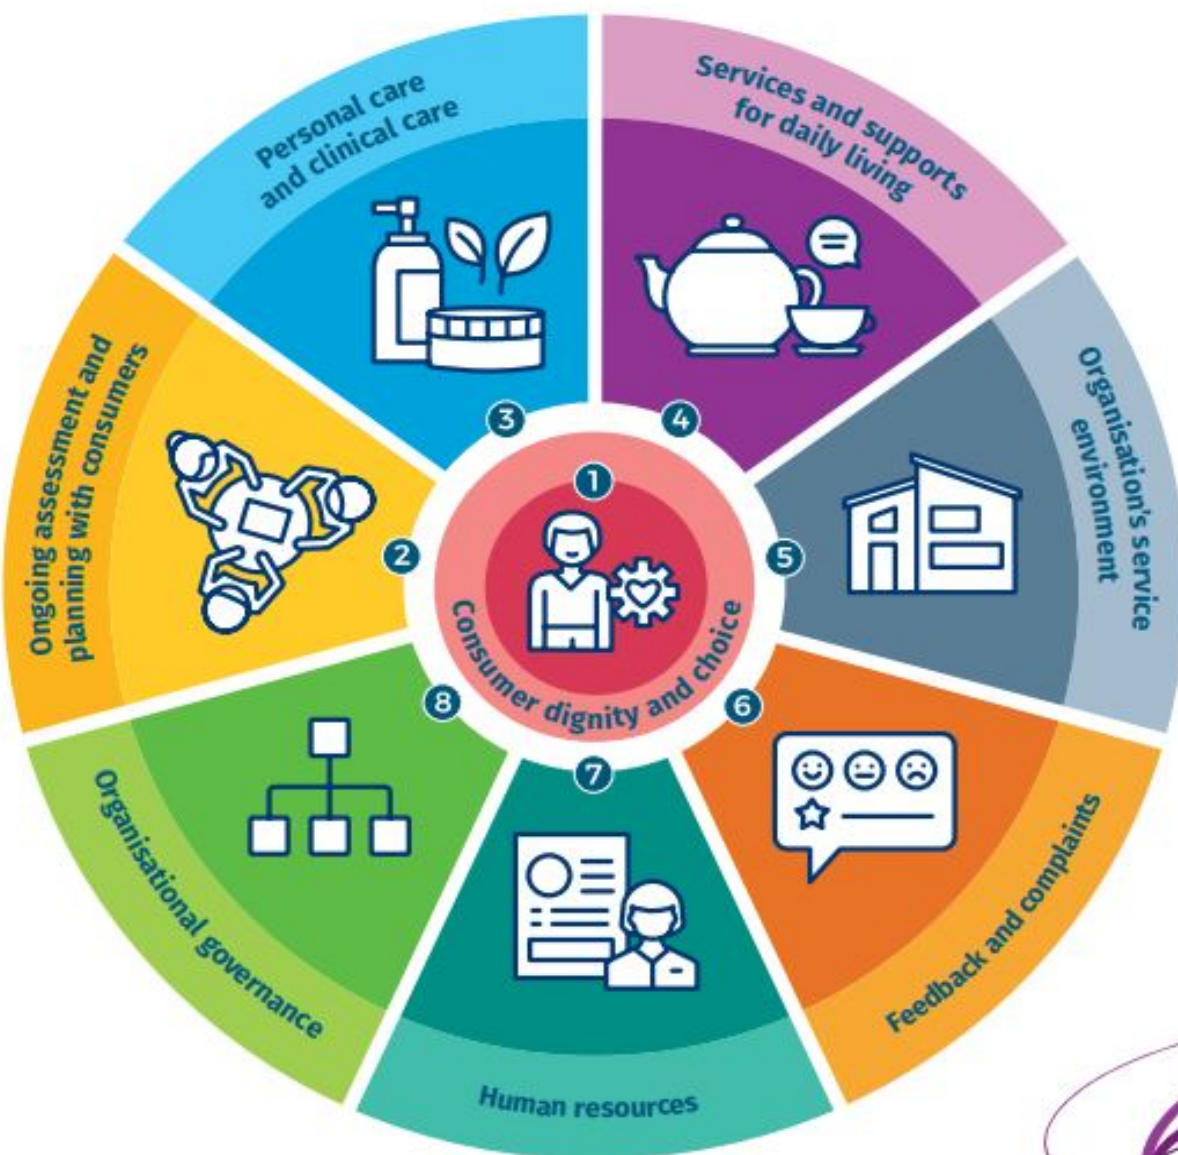 1
Consumer dignity and choice
2
Ongoing assessment and
planning with consumers
3
Personal care
and clinical care
4
Services and supports
for daily living
5
Organisation's service
environment
6
Feedback and complaints
7
Human resources
8
Organisational governance